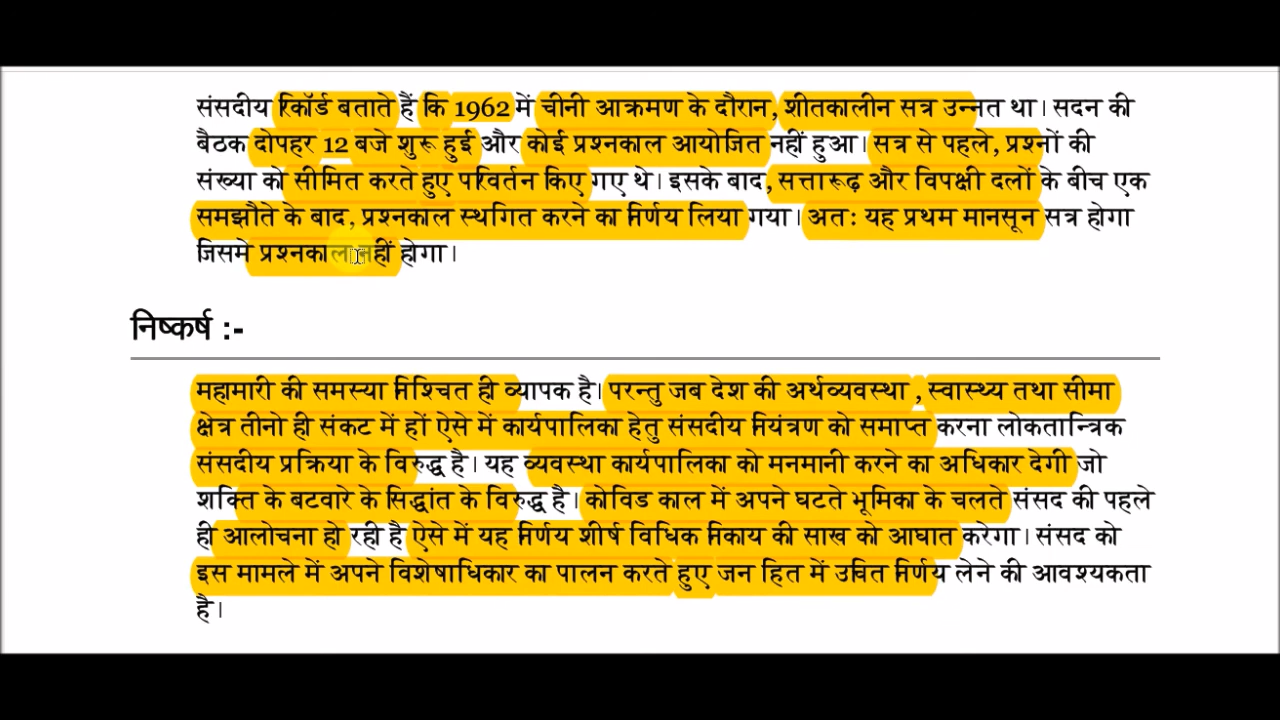 संसदीय रिकॉर्ड बताते हैं कि 1962 में चीनी आक्रमण के दौरान, शीतकालीन सत्र उन्नत था। सदन की
बैठक दोपहर 12 बजे शुरू हुई और कोई प्रश्नकाल आयोजित नहीं हुआ। सत्र से पहले, प्रश्नों की
संख्या को सीमित करते हुए परिवर्तन किए गए थे। इसके बाद, सत्तारूढ़ और विपक्षी दलों के बीच एक
समझौते के बाद, प्रश्नकाल स्थगित करने का निर्णय लिया गया। अतः यह प्रथम मानसून सत्र होगा
जिसमे प्रश्नकाल नहीं होगा।
निष्कर्ष :-
महामारी की समस्या निश्चित ही व्यापक है। परन्तु जब देश की अर्थव्यवस्था , स्वास्थ्य तथा सीमा
क्षेत्र तीनो ही संकट में हों ऐसे में कार्यपालिका हेतु संसदीय नियंत्रण को समाप्त करना लोकतान्त्रिक
संसदीय प्रक्रिया के विरुद्ध है। यह व्यवस्था कार्यपालिका को मनमानी करने का अधिकार देगी जो
शक्ति के बटवारे के सिद्धांत के विरुद्ध है। कोविड काल में अपने घटते भूमिका के चलते संसद की पहले
ही आलोचना हो रही है ऐसे में यह निर्णय शीर्ष विधिक निकाय की साख को आघात करेगा। संसद को
इस मामले में अपने विशेषाधिकार का पालन करते हुए जन हित में उचित निर्णय लेने की आवश्यकता
है।